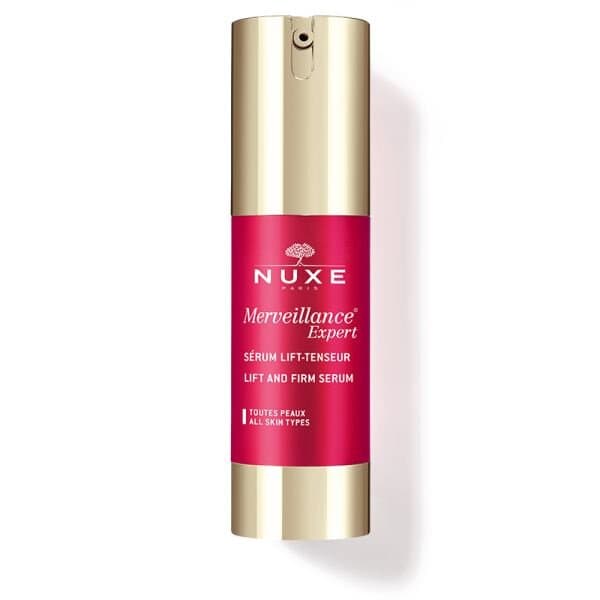 NUXE
PARIS
Merveillance®
Expert
SÉRUM LIFT-TENSEUR
LIFT AND FIRM SERUM
TOUTES PEAUX
ALL SKIN TYPES